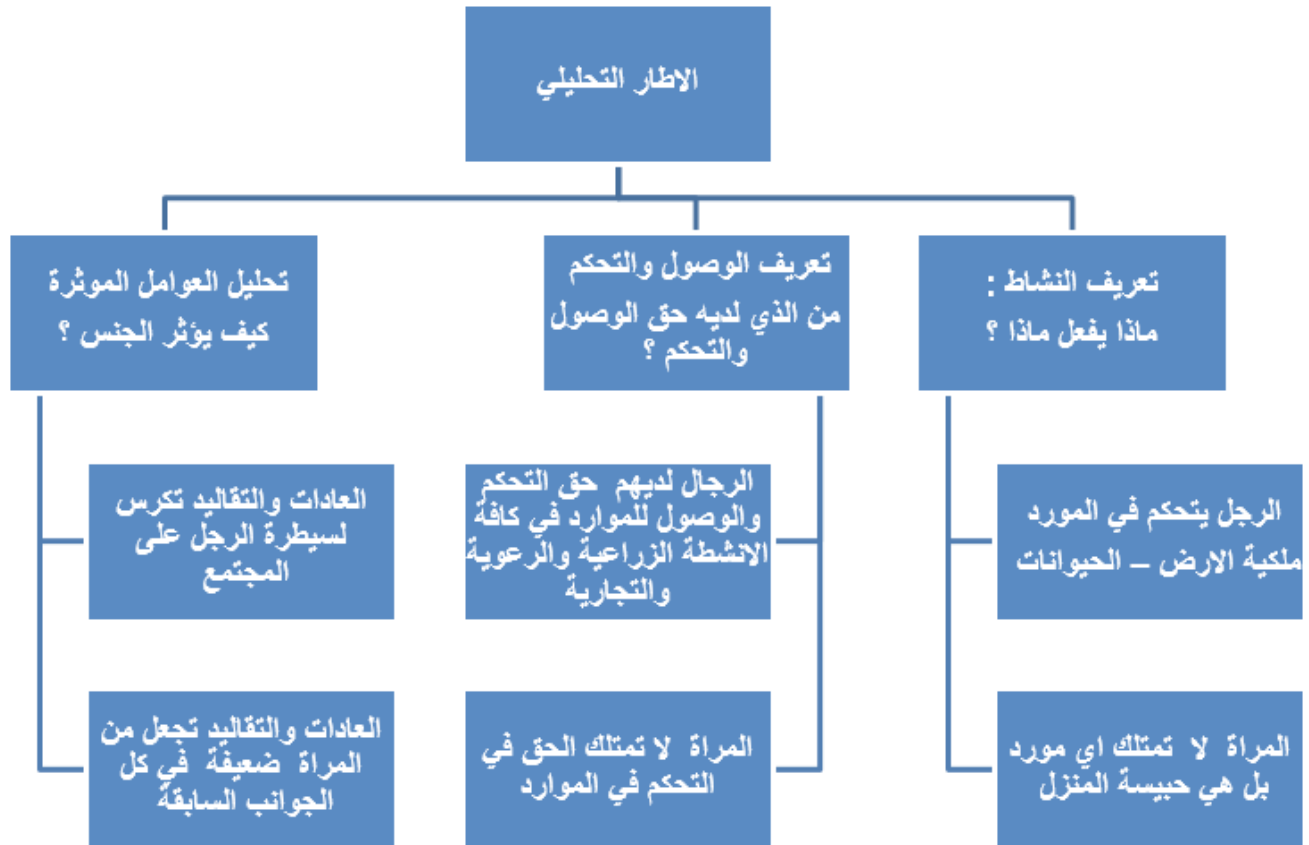 الاطار التحليلي
تعريف النشاط :
ماذا يفعل ماذا ؟
الرجل يتحكم في المورد
ملكية الارض – الحيوانات
المراة لا تمتلك اي مورد
بل هي حبيسة المنزل
تعريف الوصول والتحكم
من الذي لديه حق الوصول
والتحكم ؟
الرجال لديهم حق التحكم
والوصول للموارد في كافة
الانشطة الزراعية والرعوية
والتجارية
المراة لا تمتلك الحق في
التحكم في الموارد
تحليل العوامل الموثرة
كيف يؤثر الجنس ؟
العادات والتقاليد تكرس
لسيطرة الرجل على
المجتمع
العادات والتقاليد تجعل من
المراة ضعيفة في كل
الجوانب السابقة